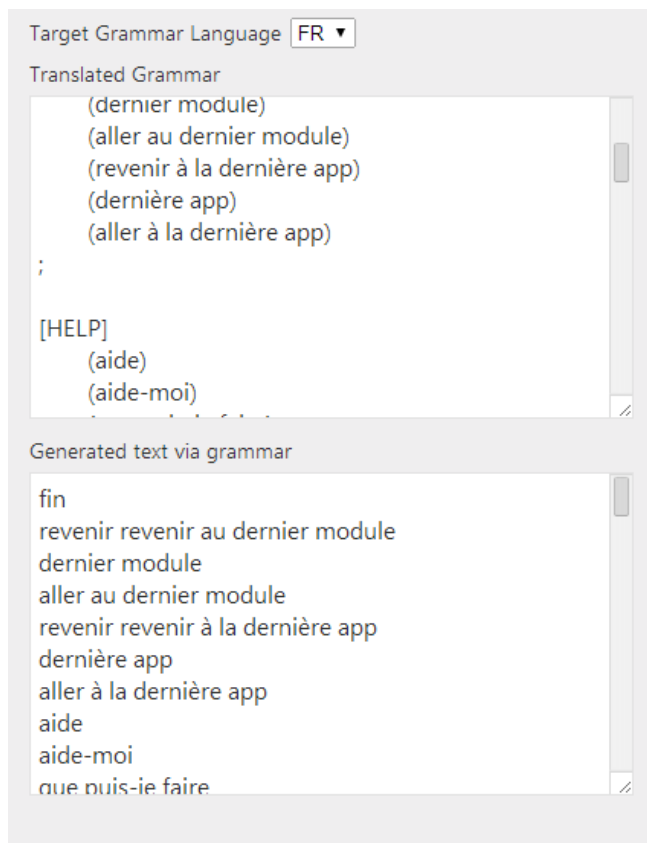 Target Grammar Language FR ▼
Translated Grammar
(dernier module)
(aller au dernier module)
(revenir à la dernière app)
(dernière app)
(aller à la dernière app)
;
[HELP]
(aide)
(aide-moi)
Generated text via grammar
fin
revenir revenir au dernier module
dernier module
aller au dernier module
revenir revenir à la dernière app
dernière app
aller à la dernière app
aide
aide-moi
que puis-je faire